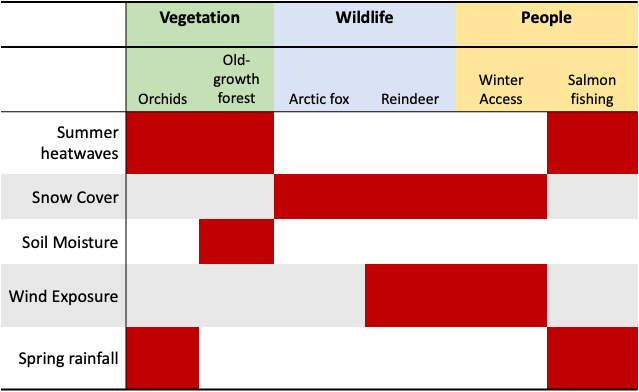 Vegetation Wildlife People
Orchids Old-
growth
forest Arctic fox Reindeer Winter
Access Salmon
fishing
Summer
heatwaves
Snow Cover
Soil Moisture
Wind Exposure
Spring rainfall